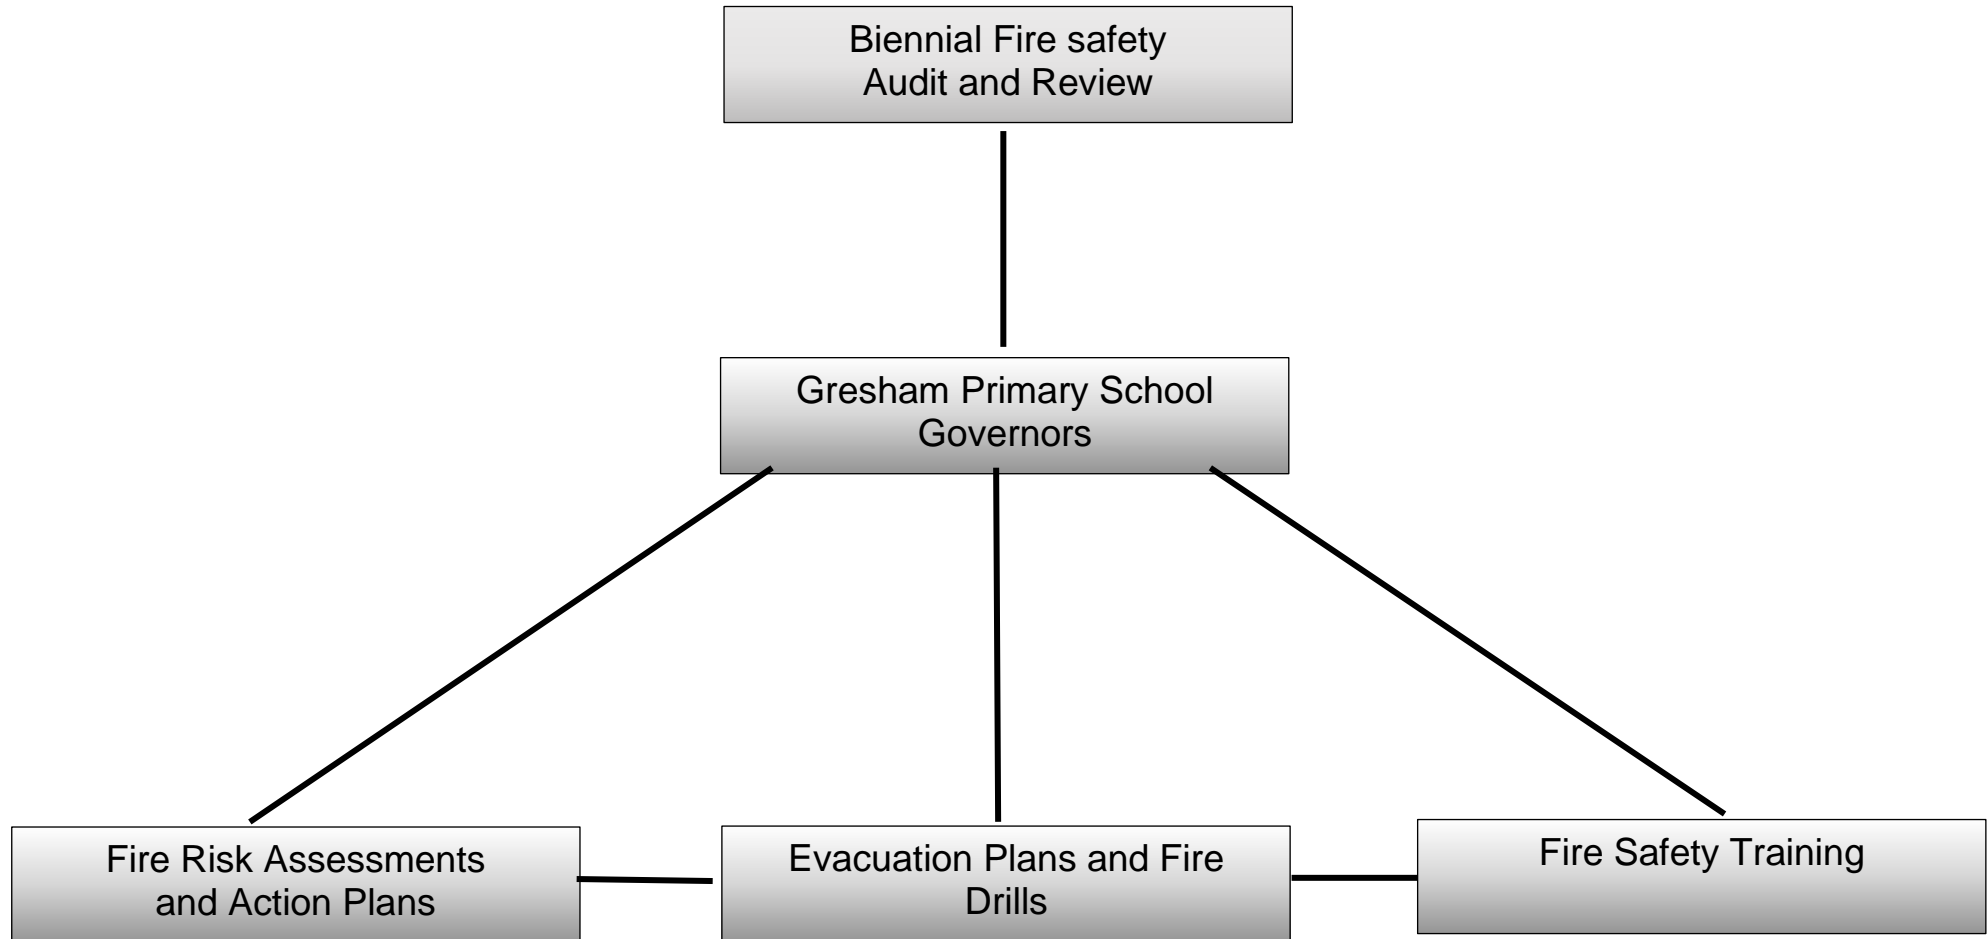 Biennial Fire safety
Audit and Review
Gresham Primary School
Governors
Fire Risk Assessments
and Action Plans
Evacuation Plans and Fire
Drills
Fire Safety Training